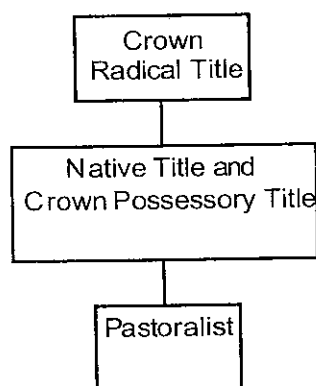 Crown
Radical Title
Native Title and
Crown Possessory Title
Pastoralist